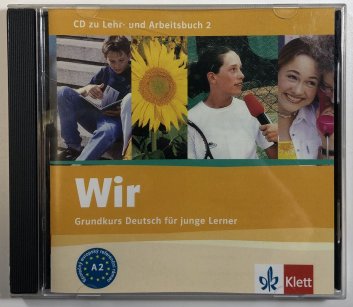 CD zu Lehr- und Arbeitsbuch 2
Wir
Grundkurs Deutsch für junge Lerner
A2
Klett